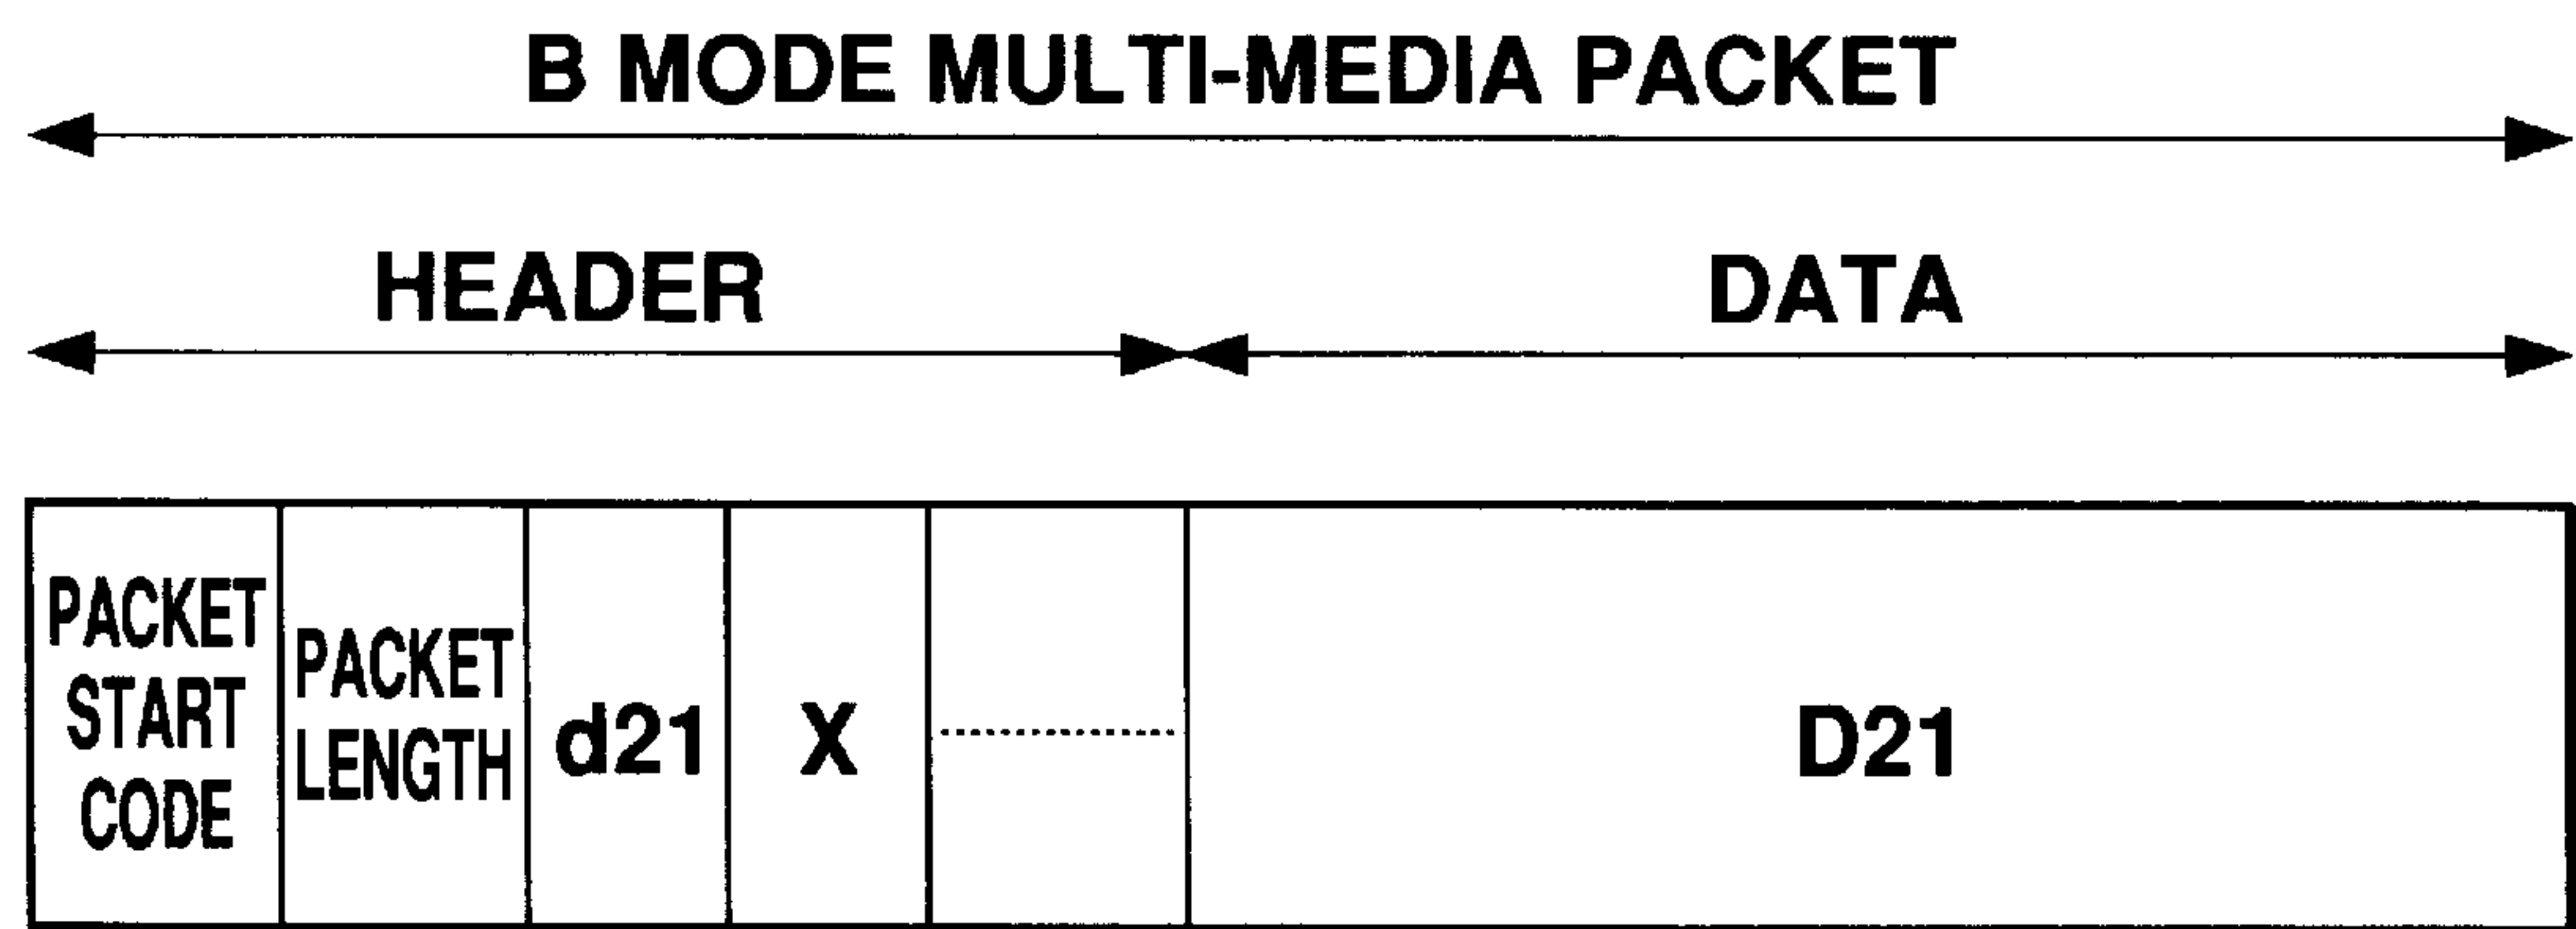 B MODE MULTI-MEDIA PACKET
HEADER
DATA
PACKET
START
CODE
PACKET
LENGTH
d21
X
D21